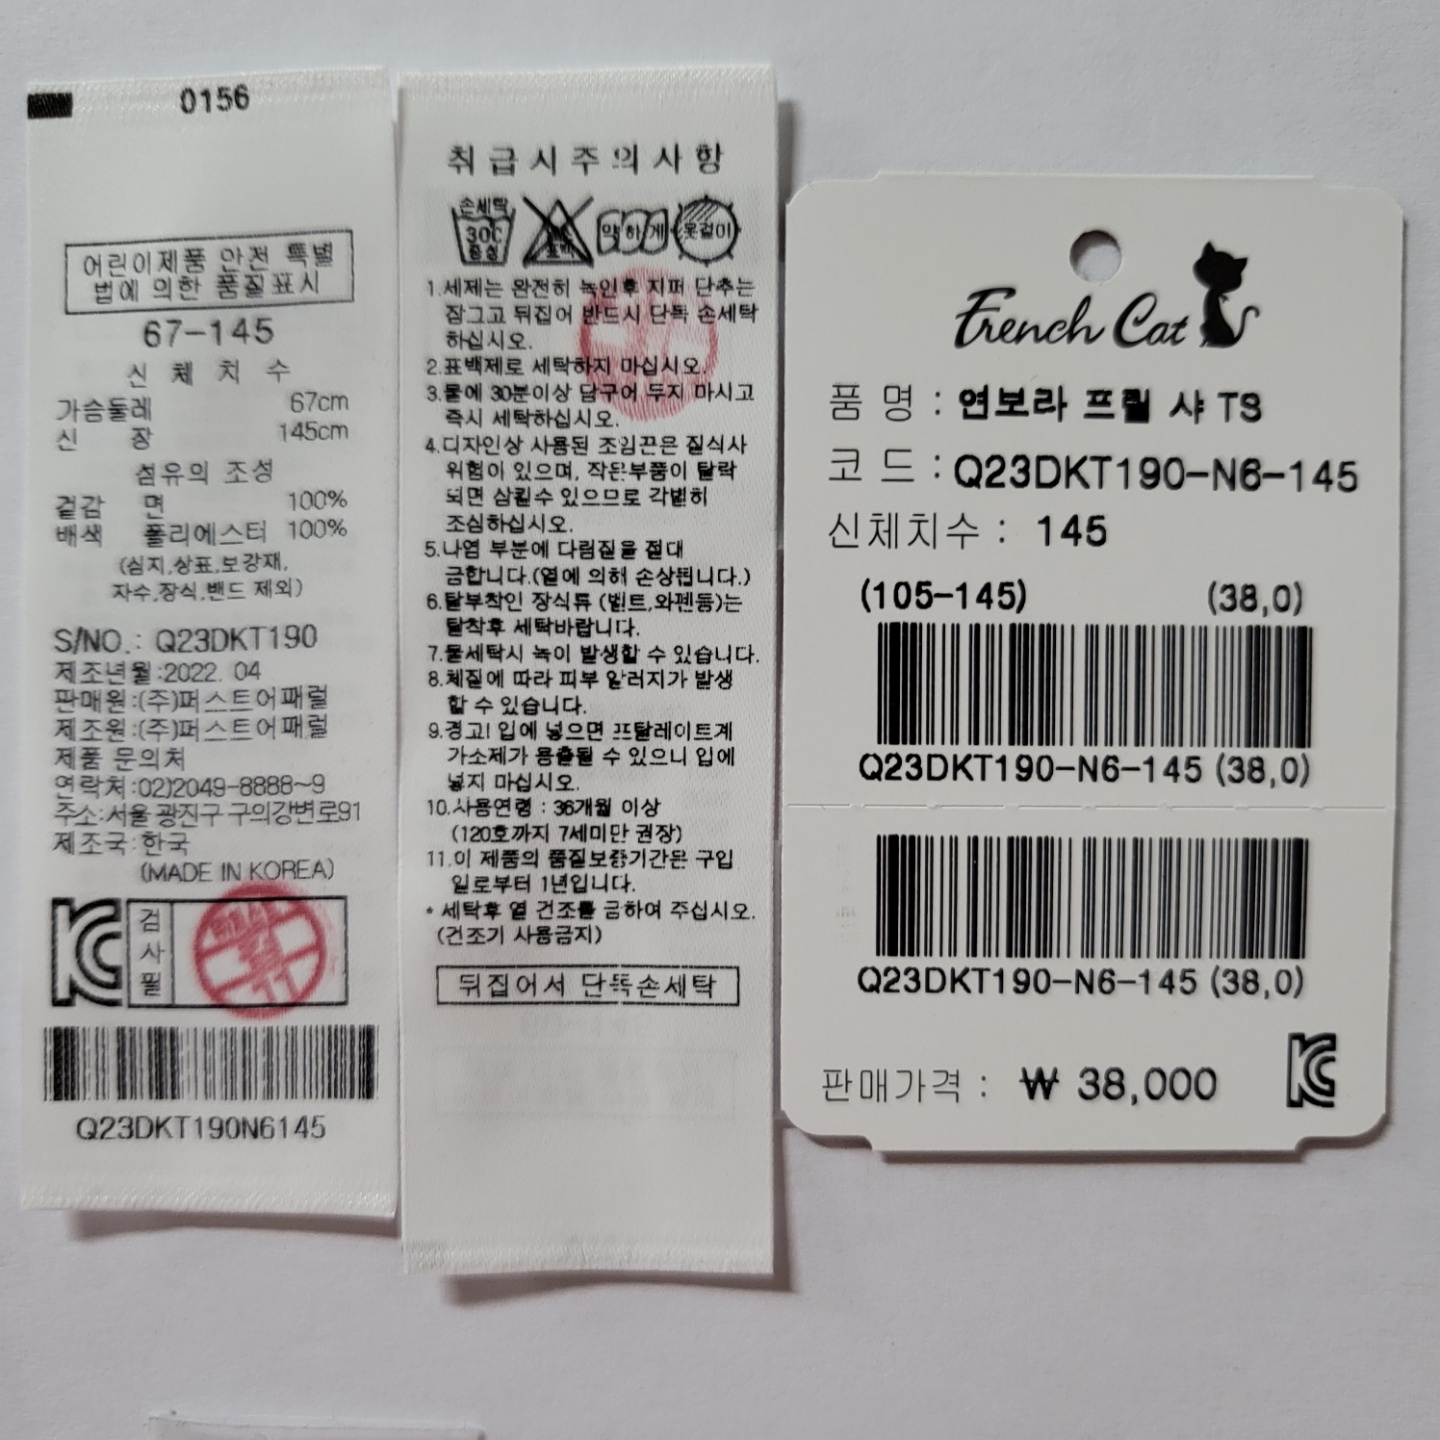 0156
어린이제품 안전 특별
법에 의한 품질표시
67-145
신 체 치 수
가슴둘레 67cm
신 장 145cm
섬유의 조성
겉감 면 100%
배색 폴리에스터 100%
(심지,상표,보강재,
자수,장식,밴드 제외)
S/NO.: Q23DKT190
제조년월:2022. 04
판매원:(주)퍼스트어패럴
제조원:(주)퍼스트어패럴
제품 문의처
연락처:02)2049-8888~9
주소:서울 광진구 구의강변로91
제조국:한국
(MADE IN KOREA)
KC
검
사
필
Q23DKT190N6145
취급시주의사항
손세탁
30C
중성
약하게
옷걸이
1.세제는 완전히 녹인후 지퍼 단추는
잠그고 뒤집어 반드시 단독 손세탁
하십시오.
2.표백제로 세탁하지 마십시오.
3.물에 30분이상 담구어 두지 마시고
즉시 세탁하십시오.
4.디자인상 사용된 조임끈은 질식사
위험이 있으며, 작은부품이 탈락
되면 삼킬수 있으므로 각별히
조심하십시오.
5.나염 부분에 다림질을 절대
금합니다.(열에 의해 손상됩니다.)
6.탈부착인 장식류 (벨트,와펜등)는
탈착후 세탁바랍니다.
7.물세탁시 녹이 발생할 수 있습니다.
8.체질에 따라 피부 알러지가 발생
할 수 있습니다.
9.경고! 입에 넣으면 프탈레이트계
가소제가 용출될 수 있으니 입에
넣지 마십시오.
10.사용연령 : 36개월 이상
(120호까지 7세미만 권장)
11.이 제품의 품질보증기간은 구입
일로부터 1년입니다.
* 세탁후 열 건조를 금하여 주십시오.
(건조기 사용금지)
뒤집어서 단독손세탁
French Cat
품 명 : 연보라 프릴 샤 TS
코 드 : Q23DKT190-N6-145
신체치수 : 145
(105-145) (38,0)
Q23DKT190-N6-145 (38,0)
Q23DKT190-N6-145 (38,0)
판매가격 : ₩ 38,000
KC